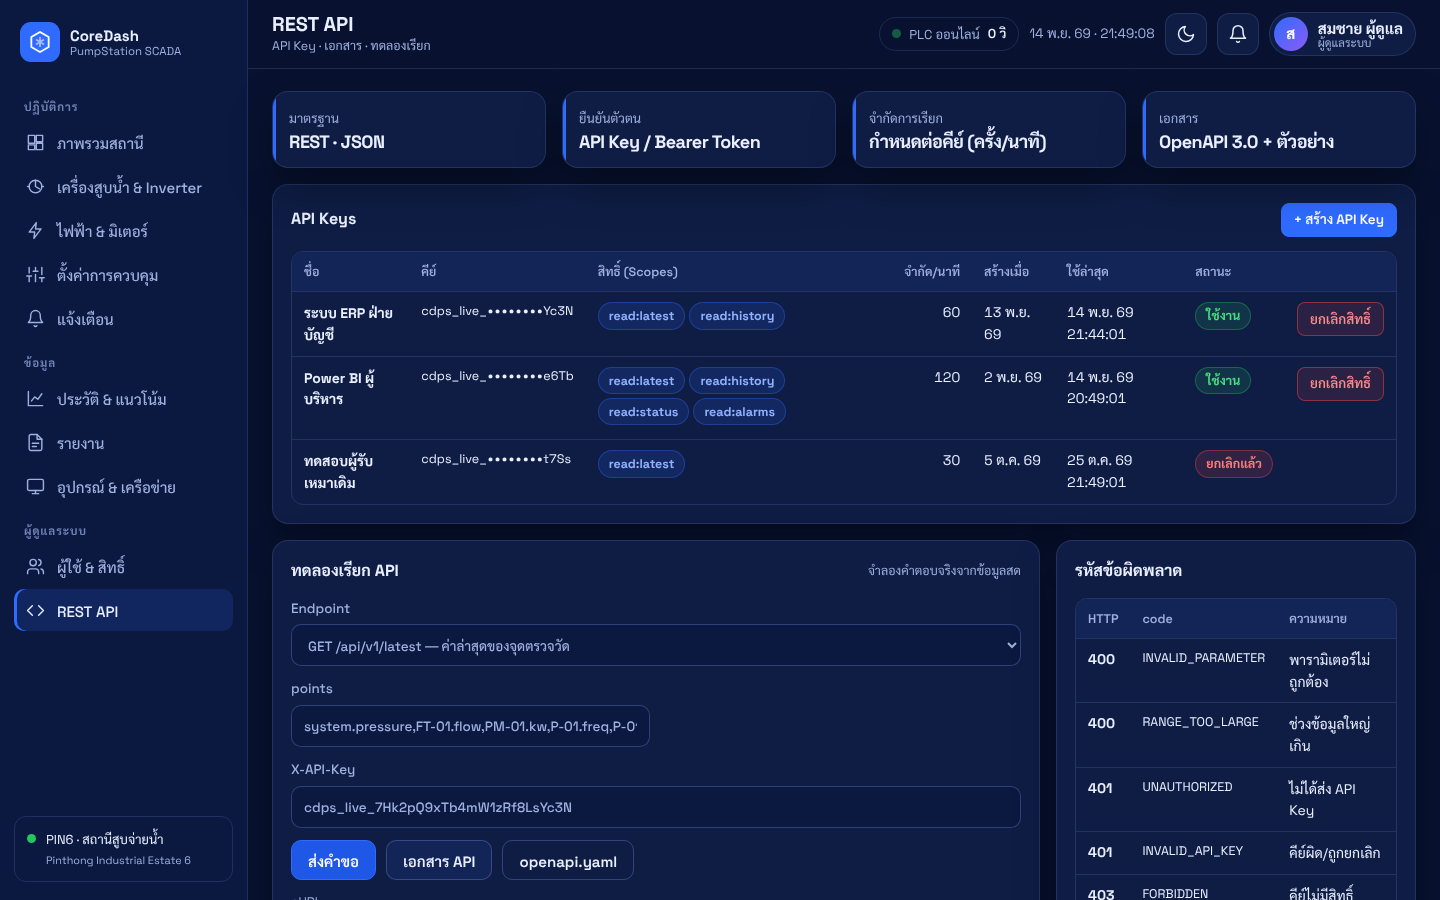 CoreDash
PumpStation SCADA
ปฏิบัติการ
ภาพรวมสถานี
เครื่องสูบน้ำ & Inverter
ไฟฟ้า & มิเตอร์
ตั้งค่าการควบคุม
แจ้งเตือน
ข้อมูล
ประวัติ & แนวโน้ม
รายงาน
อุปกรณ์ & เครือข่าย
ผู้ดูแลระบบ
ผู้ใช้ & สิทธิ์
REST API
PIN6 · สถานีสูบจ่ายน้ำ
Pinthong Industrial Estate 6
REST API
API Key · เอกสาร · ทดลองเรียก
PLC ออนไลน์ 0 วิ
14 พ.ย. 69 · 21:49:08
ส
สมชาย ผู้ดูแล
ผู้ดูแลระบบ
มาตรฐาน
REST · JSON
ยืนยันตัวตน
API Key / Bearer Token
จำกัดการเรียก
กำหนดต่อคีย์ (ครั้ง/นาที)
เอกสาร
OpenAPI 3.0 + ตัวอย่าง
API Keys
+ สร้าง API Key
ชื่อ คีย์ สิทธิ์ (Scopes) จำกัด/นาที สร้างเมื่อ ใช้ล่าสุด สถานะ
ระบบ ERP ฝ่าย cdps_live_••••••••Yc3N read:latest read:history 60 13 พ.ย. 14 พ.ย. 69 ใช้งาน ยกเลิกสิทธิ์
บัญชี 69 21:44:01
Power BI ผู้ cdps_live_••••••••e6Tb read:latest read:history 120 2 พ.ย. 69 14 พ.ย. 69 ใช้งาน ยกเลิกสิทธิ์
บริหาร read:status read:alarms 20:49:01
ทดสอบผู้รับ cdps_live_••••••••t7Ss read:latest 30 5 ต.ค. 69 25 ต.ค. 69 ยกเลิกแล้ว
เหมาเดิม 21:49:01
ทดลองเรียก API
จำลองคำตอบจริงจากข้อมูลสด
Endpoint
GET /api/v1/latest — ค่าล่าสุดของจุดตรวจวัด
points
system.pressure,FT-01.flow,PM-01.kw,P-01.freq,P-0
X-API-Key
cdps_live_7Hk2pQ9xTb4mW1zRf8LsYc3N
ส่งคำขอ เอกสาร API openapi.yaml
cURL
รหัสข้อผิดพลาด
HTTP code ความหมาย
400 INVALID_PARAMETER พารามิเตอร์ไม่
ถูกต้อง
400 RANGE_TOO_LARGE ช่วงข้อมูลใหญ่
เกิน
401 UNAUTHORIZED ไม่ได้ส่ง API
Key
401 INVALID_API_KEY คีย์ผิด/ถูกยกเลิก
403 FORBIDDEN คีย์ไม่มีสิทธิ์